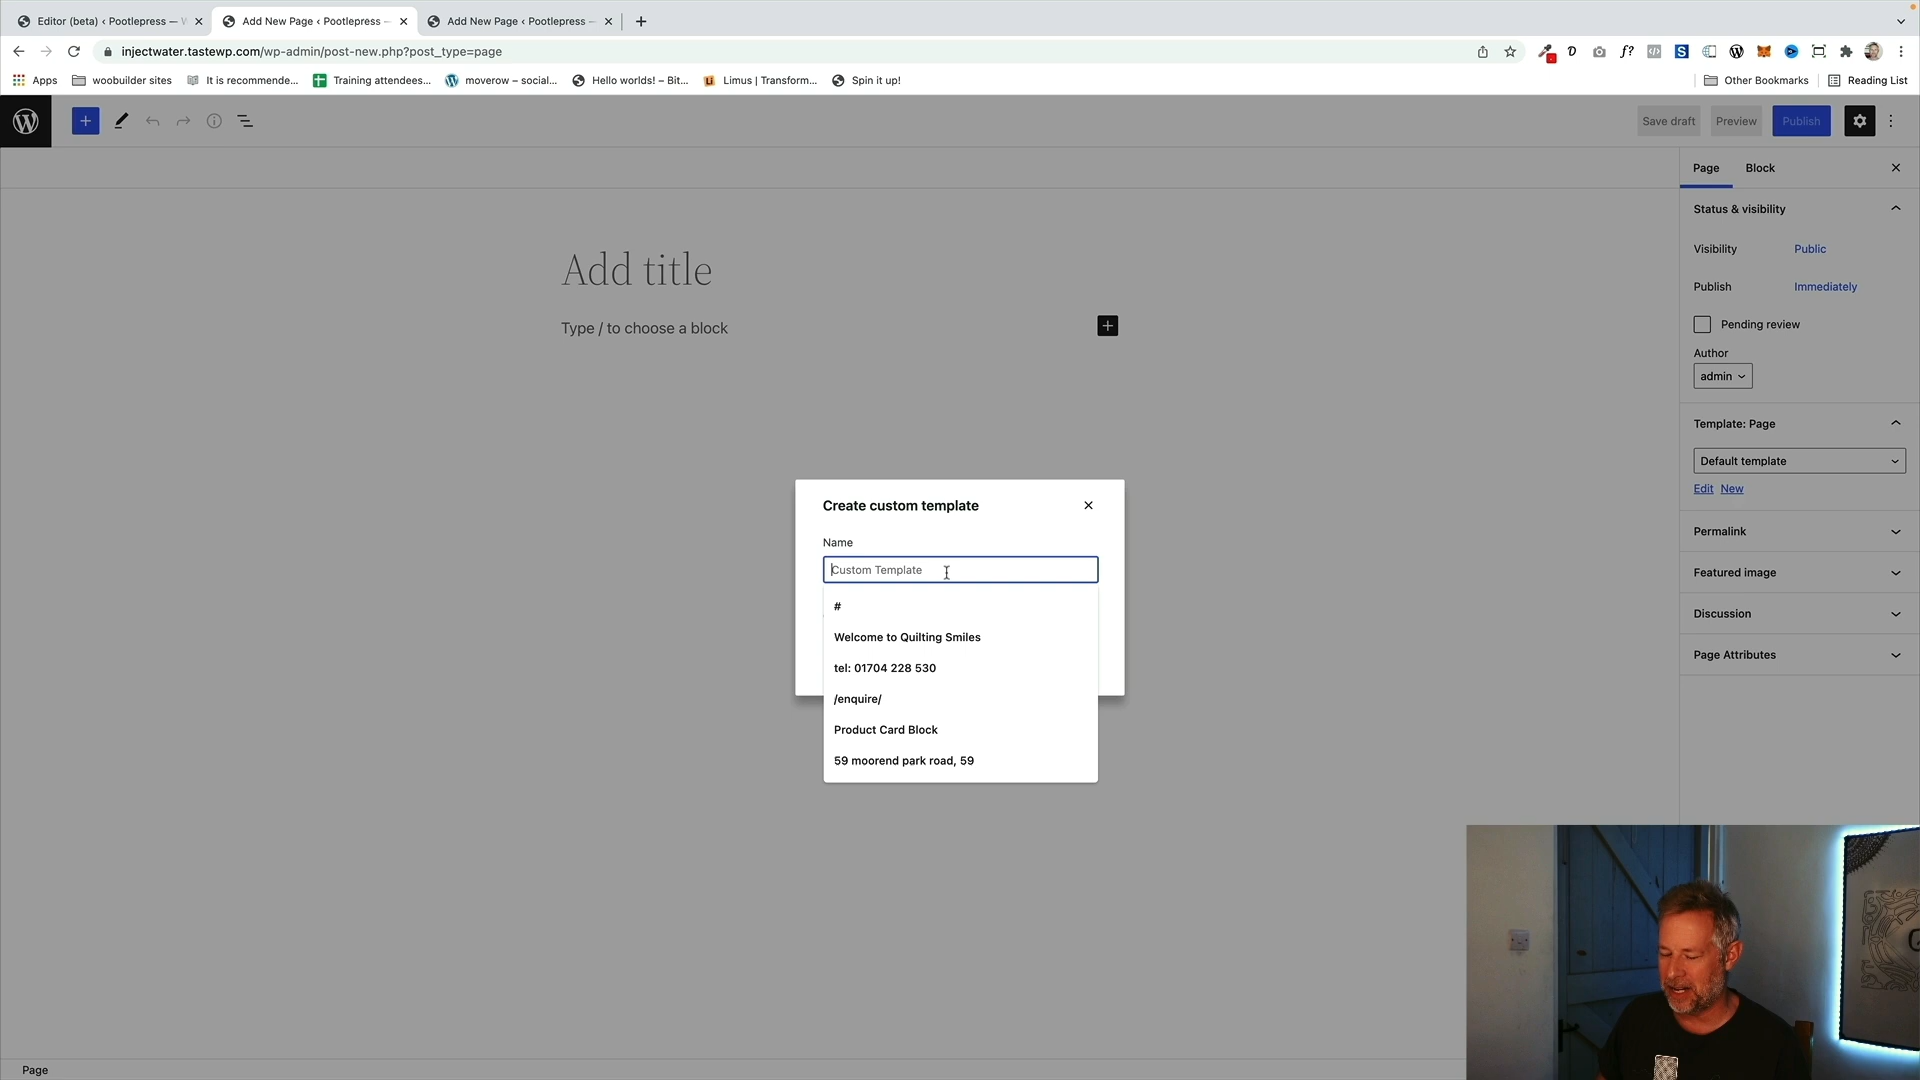 Editor (beta) ‹ Pootlepress — W
Add New Page ‹ Pootlepress —
Add New Page ‹ Pootlepress —
injectwater.tastewp.com/wp-admin/post-new.php?post_type=page
Apps
woobuilder sites
It is recommende...
Training attendees...
moverow – social...
Hello worlds! – Bit...
Limus | Transform...
Spin it up!
Other Bookmarks
Reading List
Save draft
Preview
Publish
Page
Block
Status & visibility
Visibility
Public
Publish
Immediately
Pending review
Author
admin
Template: Page
Default template
Edit
New
Permalink
Featured image
Discussion
Page Attributes
Add title
Type / to choose a block
Create custom template
Name
Custom Template
#
Welcome to Quilting Smiles
tel: 01704 228 530
/enquire/
Product Card Block
59 moorend park road, 59
Page